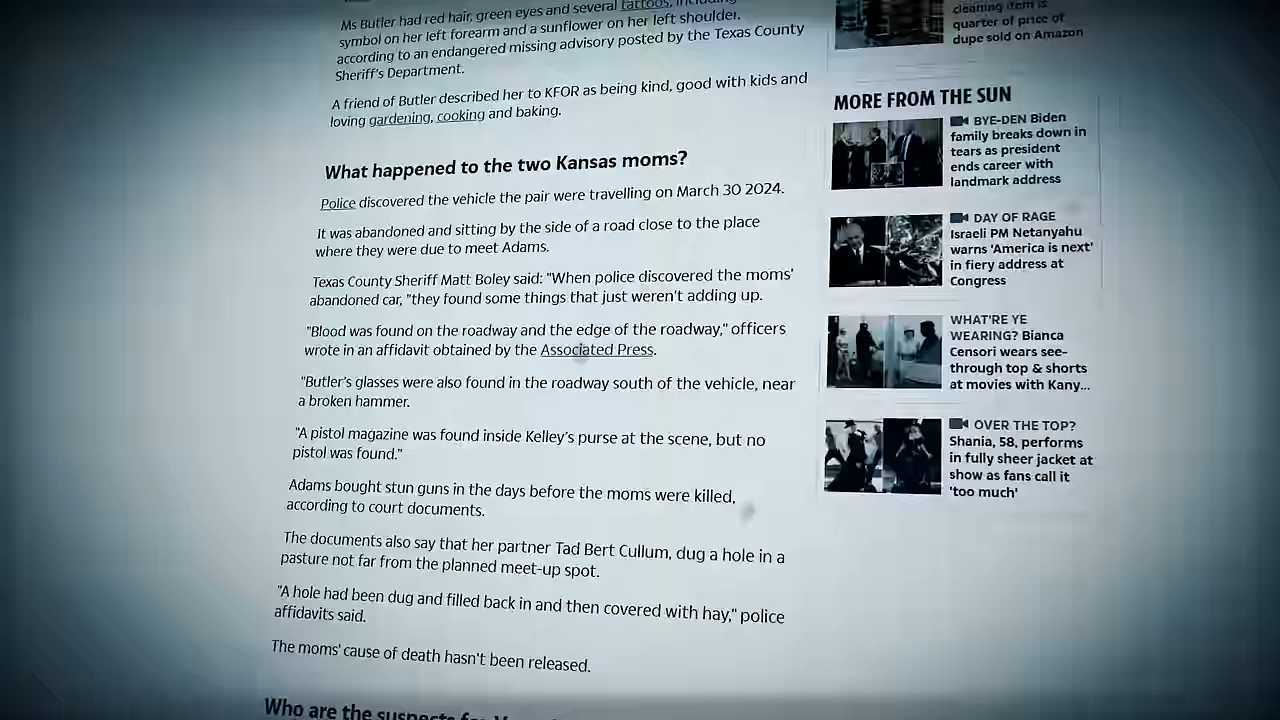 Ms Butler had red hair, green eyes and several tattoos, including
symbol on her left forearm and a sunflower on her left shoulder,
according to an endangered missing advisory posted by the Texas County
Sheriff's Department.
A friend of Butler described her to KFOR as being kind, good with kids and
loving gardening, cooking and baking.
What happened to the two Kansas moms?
Police discovered the vehicle the pair were travelling on March 30 2024.
It was abandoned and sitting by the side of a road close to the place
where they were due to meet Adams.
Texas County Sheriff Matt Boley said: "When police discovered the moms'
abandoned car, "they found some things that just weren't adding up.
"Blood was found on the roadway and the edge of the roadway," officers
wrote in an affidavit obtained by the Associated Press.
"Butler's glasses were also found in the roadway south of the vehicle, near
a broken hammer.
"A pistol magazine was found inside Kelley's purse at the scene, but no
pistol was found."
Adams bought stun guns in the days before the moms were killed,
according to court documents.
The documents also say that her partner Tad Bert Cullum, dug a hole in a
pasture not far from the planned meet-up spot.
"A hole had been dug and filled back in and then covered with hay," police
affidavits said.
The moms' cause of death hasn't been released.
Who are the suspects for
cleaning item is
quarter of price of
dupe sold on Amazon
MORE FROM THE SUN
BYE-DEN Biden
family breaks down in
tears as president
ends career with
landmark address
DAY OF RAGE
Israeli PM Netanyahu
warns 'America is next'
in fiery address at
Congress
WHAT'RE YE
WEARING? Bianca
Censori wears see-
through top & shorts
at movies with Kany...
OVER THE TOP?
Shania, 58, performs
in fully sheer jacket at
show as fans call it
'too much'